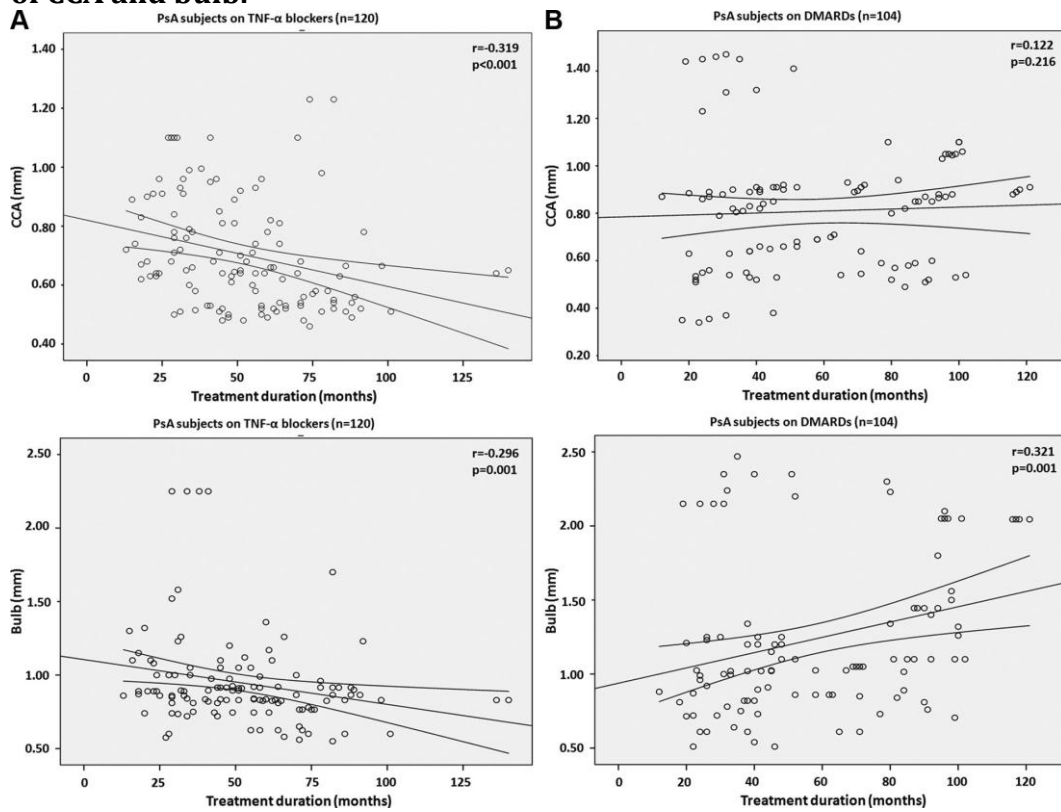 of CCA and bulb.
A
PsA subjects on TNF-α blockers (n=120)
r=-0.319
p<0.001
CCA (mm)
1.40
1.20
1.00
0.80
0.60
0.40
0 25 50 75 100 125
Treatment duration (months)
B
PsA subjects on DMARDs (n=104)
r=0.122
p=0.216
CCA (mm)
1.40
1.20
1.00
0.80
0.60
0.40
0.20
0 20 40 60 80 100 120
Treatment duration (months)
PsA subjects on TNF-α blockers (n=120)
r=-0.296
p=0.001
Bulb (mm)
2.50
2.00
1.50
1.00
0.50
0 25 50 75 100 125
Treatment duration (months)
PsA subjects on DMARDs (n=104)
r=0.321
p=0.001
Bulb (mm)
2.50
2.00
1.50
1.00
0.50
0 20 40 60 80 100 120
Treatment duration (months)